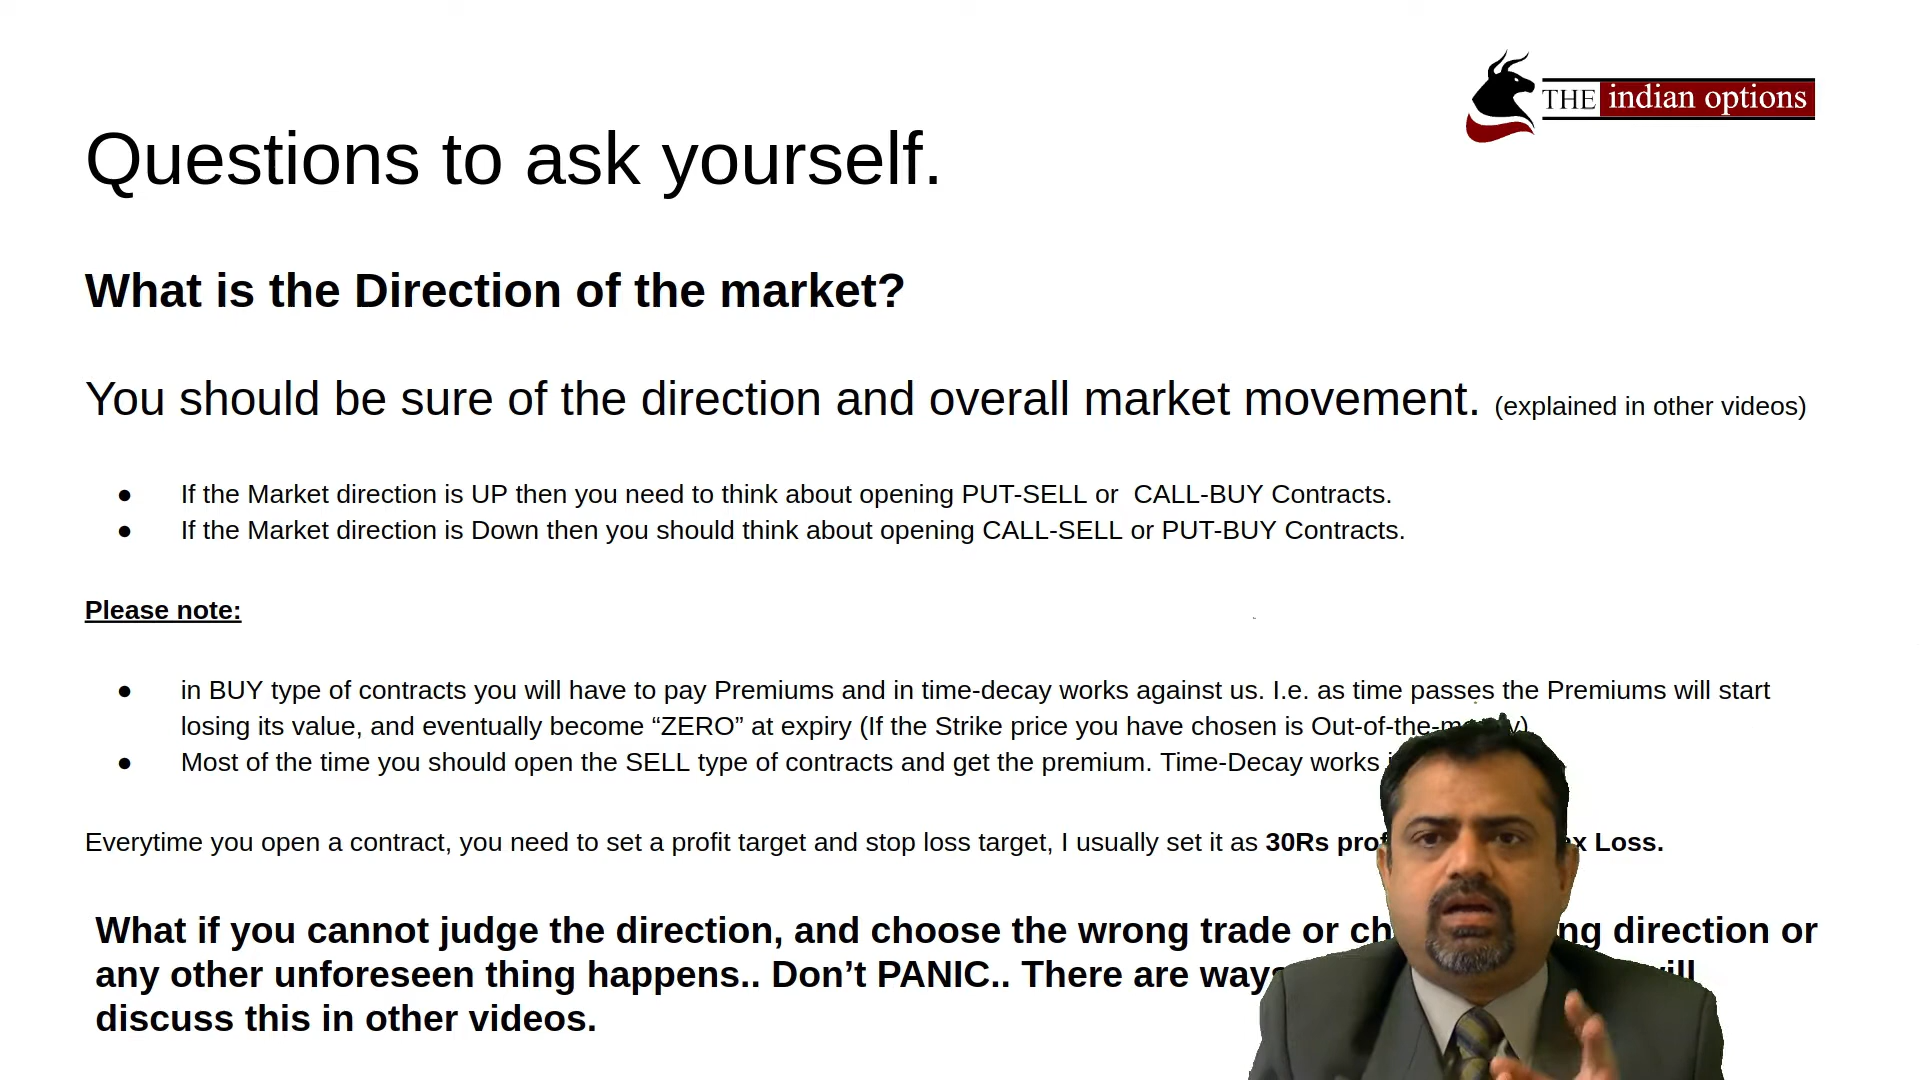 THE indian options
Questions to ask yourself.
What is the Direction of the market?
You should be sure of the direction and overall market movement. (explained in other videos)
● If the Market direction is UP then you need to think about opening PUT-SELL or CALL-BUY Contracts.
● If the Market direction is Down then you should think about opening CALL-SELL or PUT-BUY Contracts.
Please note:
● in BUY type of contracts you will have to pay Premiums and in time-decay works against us. I.e. as time passes the Premiums will start
losing its value, and eventually become “ZERO” at expiry (If the Strike price you have chosen is
● Most of the time you should open the SELL type of contracts and get the premium. Time-Decay works
Everytime you open a contract, you need to set a profit target and stop loss target, I usually set it as 30Rs Loss.
What if you cannot judge the direction, and choose the wrong trade or direction or
any other unforeseen thing happens.. Don’t PANIC.. There are
discuss this in other videos.